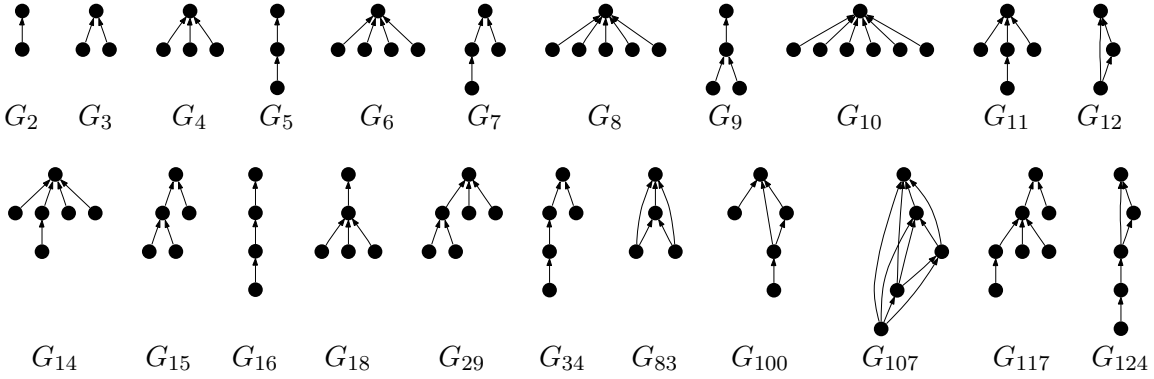 G₂ G₃ G₄ G₅ G₆ G₇ G₈ G₉ G₁₀ G₁₁ G₁₂
G₁₄ G₁₅ G₁₆ G₁₈ G₂₉ G₃₄ G₈₃ G₁₀₀ G₁₀₇ G₁₁₇ G₁₂₄